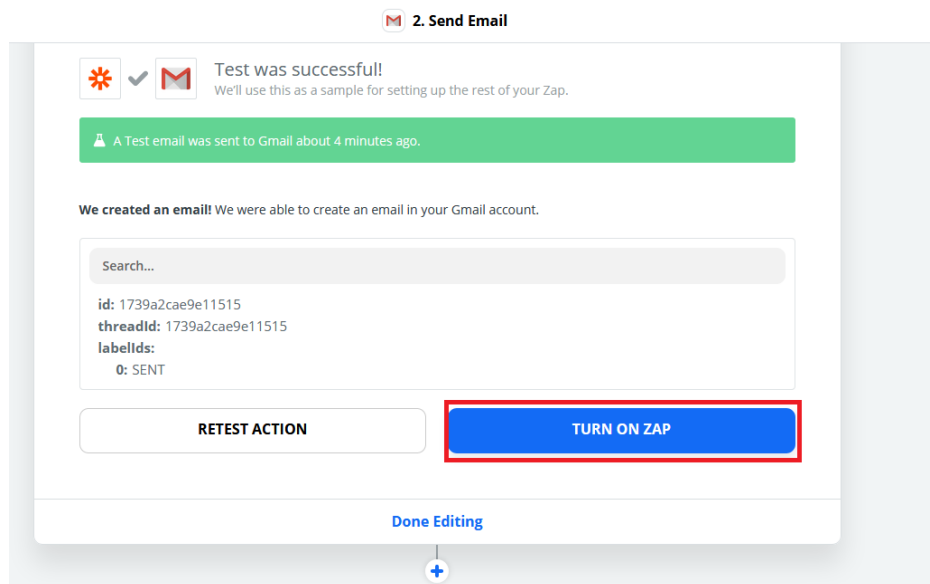 2. Send Email
Test was successful!
We'll use this as a sample for setting up the rest of your Zap.
A Test email was sent to Gmail about 4 minutes ago.
We created an email! We were able to create an email in your Gmail account.
Search...
id: 1739a2cae9e11515
threadId: 1739a2cae9e11515
labelIds:
0: SENT
RETEST ACTION
TURN ON ZAP
Done Editing